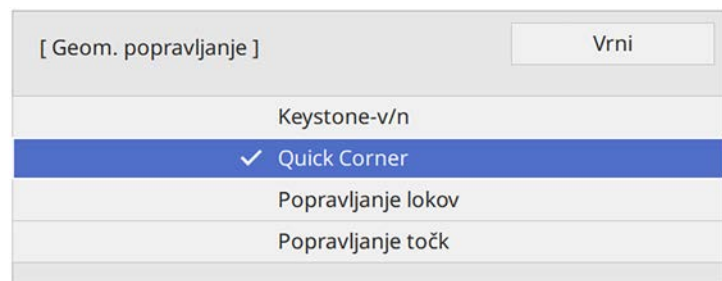 [ Geom. popravljanje ]
Vrni
Keystone-v/n
Quick Corner
Popravljanje lokov
Popravljanje točk